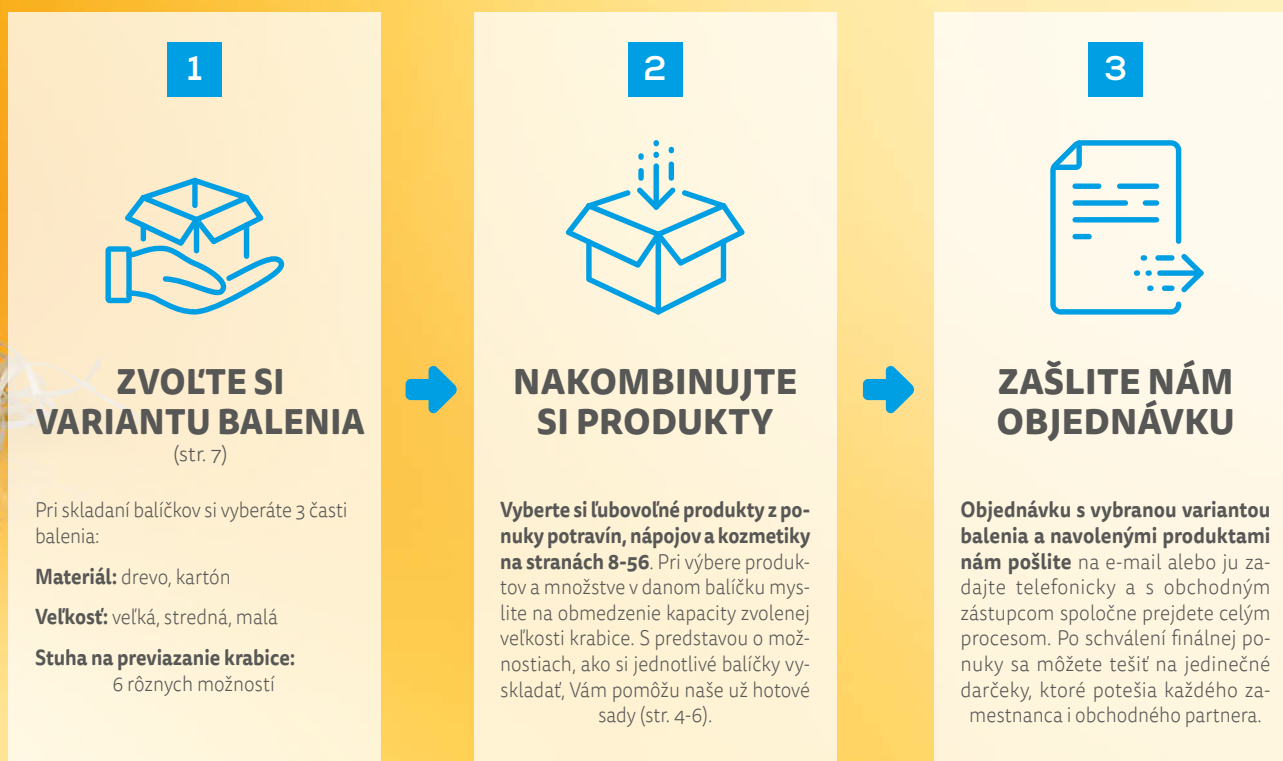 1
ZVOĽTE SI
VARIANTU BALENIA
(str. 7)
Pri skladaní balíčkov si vyberáte 3 časti
balenia:
Materiál: drevo, kartón
Veľkosť: veľká, stredná, malá
Stuha na previazanie krabice:
6 rôznych možností
2
NAKOMBINUJTE
SI PRODUKTY
Vyberte si ľubovoľné produkty z po-
nuky potravín, nápojov a kozmetiky
na stranách 8-56. Pri výbere produk-
tov a množstve v danom balíčku mys-
lite na obmedzenie kapacity zvolenej
veľkosti krabice. S predstavou o mož-
nostiach, ako si jednotlivé balíčky vy-
skladať, Vám pomôžu naše už hotové
sady (str. 4-6).
3
ZAŠLITE NÁM
OBJEDNÁVKU
Objednávku s vybranou variantou
balenia a navolenými produktami
nám pošlite na e-mail alebo ju za-
dajte telefonicky a s obchodným
zástupcom spoločne prejdete celým
procesom. Po schválení finálnej po-
nuky sa môžete tešiť na jedinečné
darčeky, ktoré potešia každého za-
mestnanca i obchodného partnera.